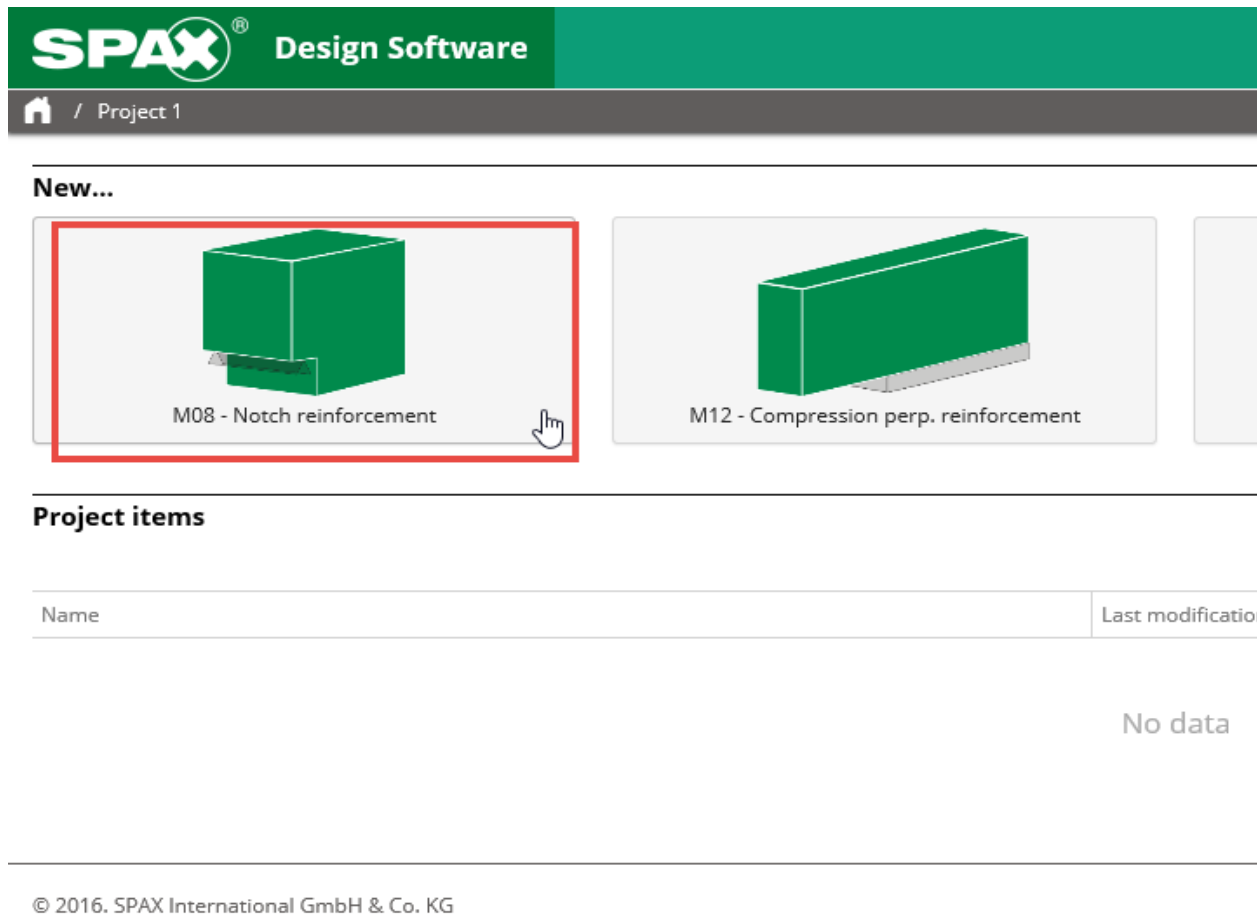 SPAX® Design Software
/ Project 1
New...
M08 - Notch reinforcement
M12 - Compression perp. reinforcement
Project items
Name
Last modificatio
No data
© 2016. SPAX International GmbH & Co. KG